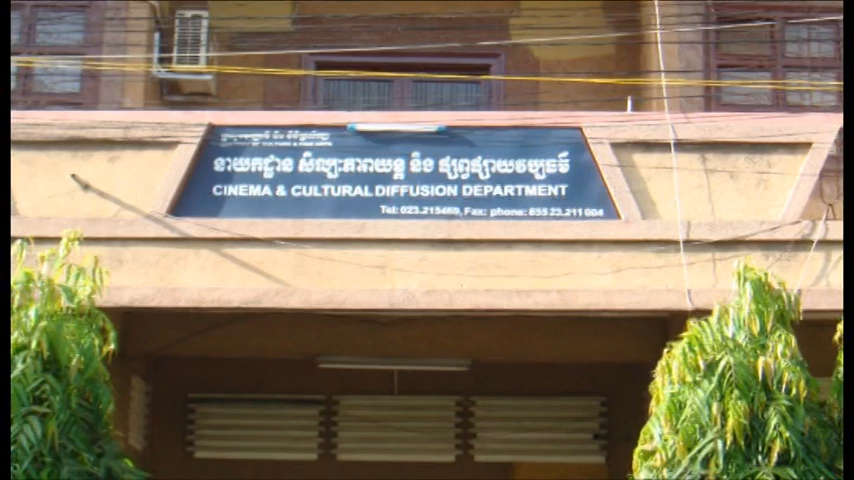 នាយកដ្ឋាន សិល្បៈភាពយន្ត និង ផ្សព្វផ្សាយវប្បធម៌
CINEMA & CULTURAL DIFFUSION DEPARTMENT
Tel: 023.215469, Fax: phone: 855 23.211 604